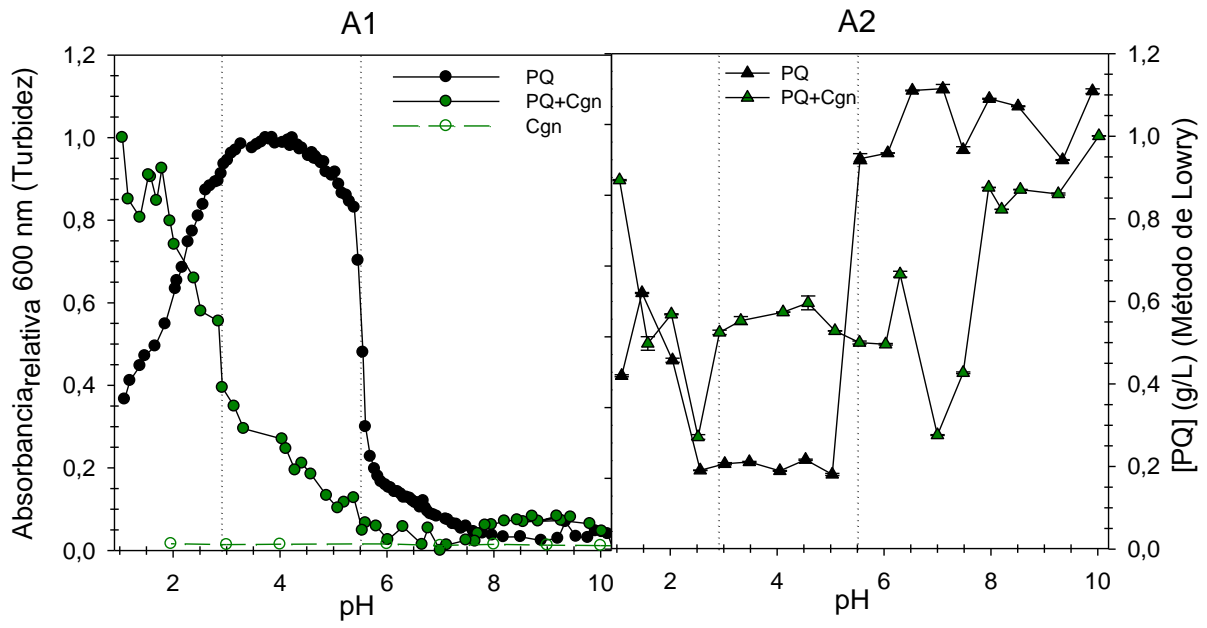 A1
A2
1,2
1,0
0,8
0,6
0,4
0,2
0,0
Absorbancia relativa 600 nm (Turbidez)
PQ
PQ+Cgn
Cgn
2
4
6
8
10
pH
PQ
PQ+Cgn
2
4
6
8
10
pH
1,2
1,0
0,8
0,6
0,4
0,2
0,0
[PQ] (g/L) (Método de Lowry)